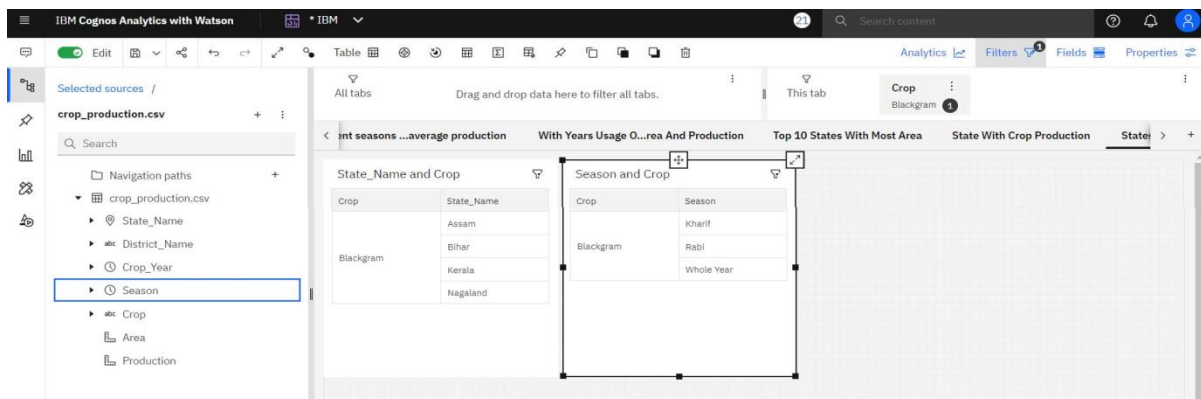 IBM Cognos Analytics with Watson
* IBM
21
Search content
Edit
Table
Analytics
Filters
1
Fields
Properties
Selected sources /
crop_production.csv
Search
Navigation paths
crop_production.csv
State_Name
abc District_Name
Crop_Year
Season
abc Crop
Area
Production
All tabs
Drag and drop data here to filter all tabs.
This tab
Crop
Blackgram 1
ent seasons ...average production
With Years Usage O...rea And Production
Top 10 States With Most Area
State With Crop Production
State
State_Name and Crop
Crop State_Name
Blackgram
Assam
Bihar
Kerala
Nagaland
Season and Crop
Crop Season
Blackgram
Kharif
Rabi
Whole Year